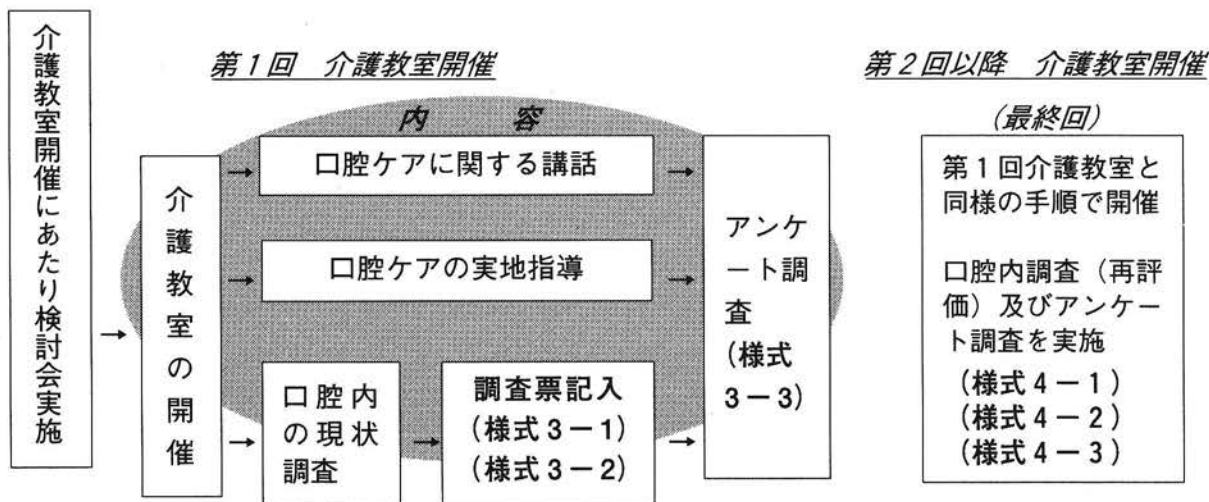 介護教室開催にあたり検討会実施
第1回 介護教室開催
内 容
介護教室の開催
→
→
口腔ケアに関する講話
→
→
口腔ケアの実地指導
→
→
口腔内
の現状
調査
→
調査票記入
(様式3-1)
(様式3-2)
→
アンケ
ート調
査
(様式
3-3)
第2回以降 介護教室開催
(最終回)
第1回介護教室と
同様の手順で開催
口腔内調査(再評
価)及びアンケー
ト調査を実施
(様式4-1)
(様式4-2)
(様式4-3)